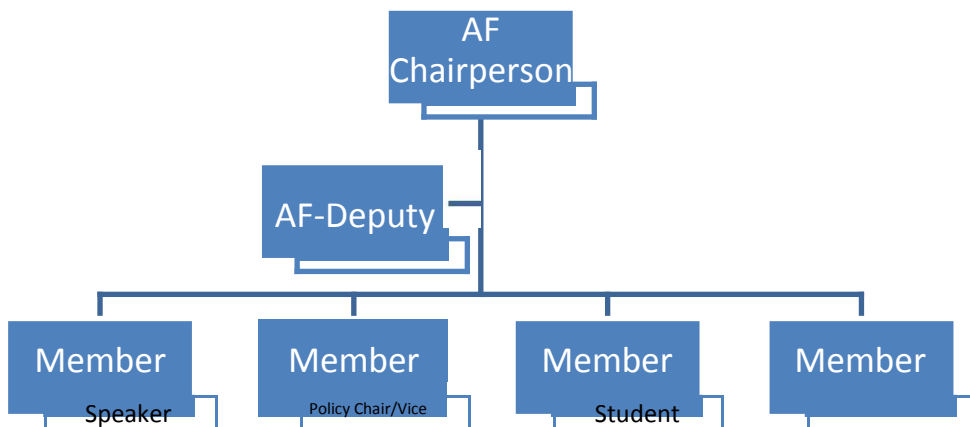 AF
Chairperson
AF-Deputy
Member
Member
Member
Member
Speaker
Policy Chair/Vice
Student